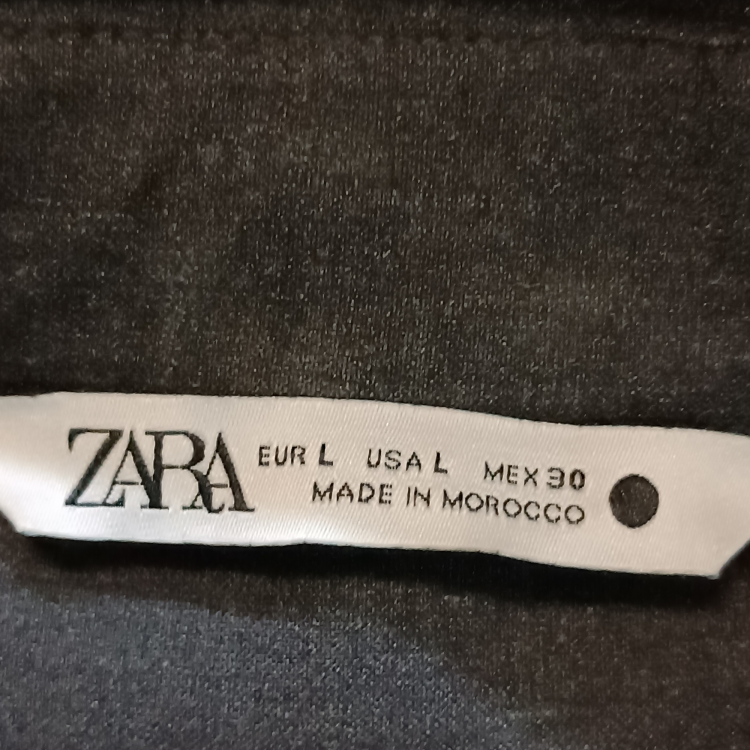 ZARA EUR L USA L MEX 30
MADE IN MOROCCO